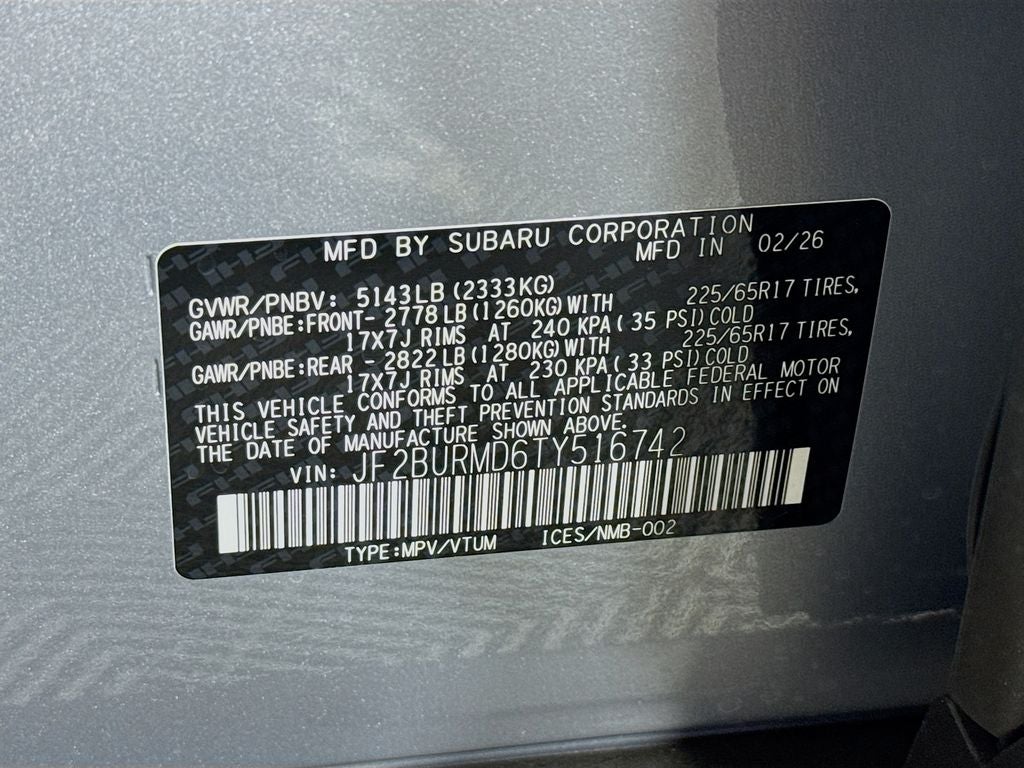 MFD BY SUBARU CORPORATION
MFD IN 02/26
GVWR/PNBV: 5143LB (2333KG)
GAWR/PNBE:FRONT- 2778 LB (1260KG) WITH 225/65R17 TIRES,
17X7J RIMS AT 240 KPA ( 35 PSI) COLD
GAWR/PNBE:REAR - 2822 LB (1280KG) WITH 225/65R17 TIRES,
17X7J RIMS AT 230 KPA ( 33 PSI) COLD
THIS VEHICLE CONFORMS TO ALL APPLICABLE FEDERAL MOTOR
VEHICLE SAFETY AND THEFT PREVENTION STANDARDS IN EFFECT ON
THE DATE OF MANUFACTURE SHOWN ABOVE.
VIN: JF2BURMD6TY516742
TYPE:MPV/VTUM ICES/NMB-002